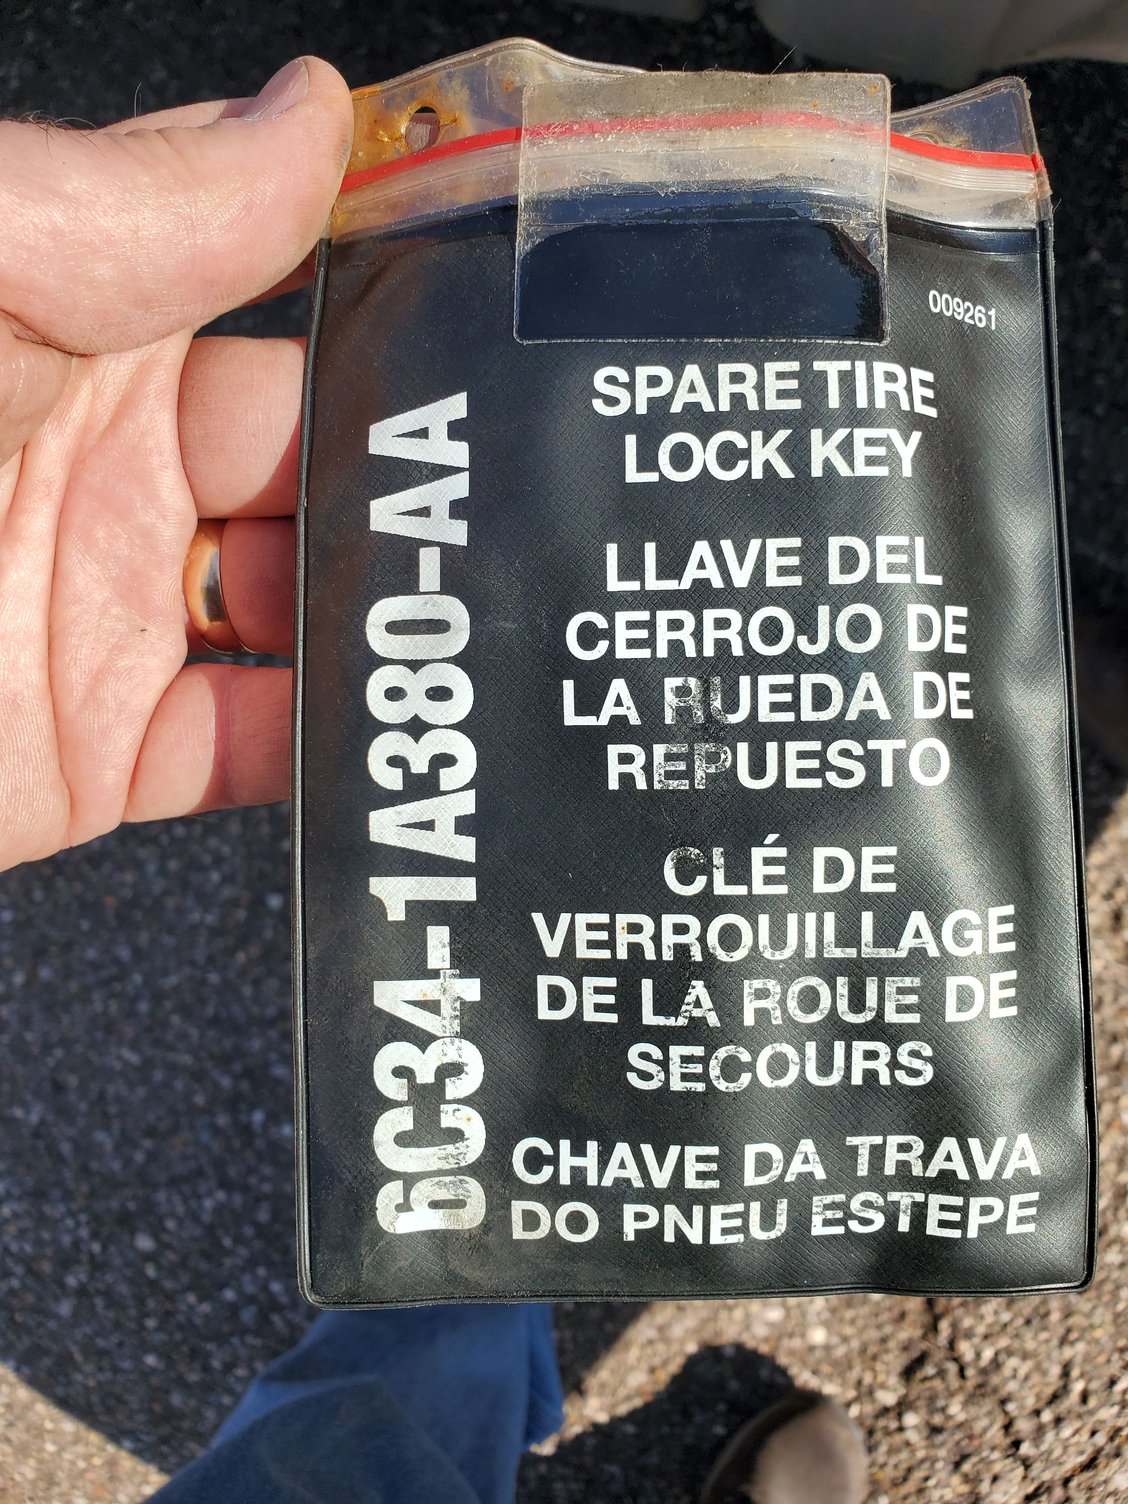 009261
SPARE TIRE
LOCK KEY
LLAVE DEL
CERROJO DE
LA RUEDA DE
REPUESTO
CLÉ DE
VERROUILLAGE
DE LA ROUE DE
SECOURS
CHAVE DA TRAVA
DO PNEU ESTEPE
6C34-1A380-AA